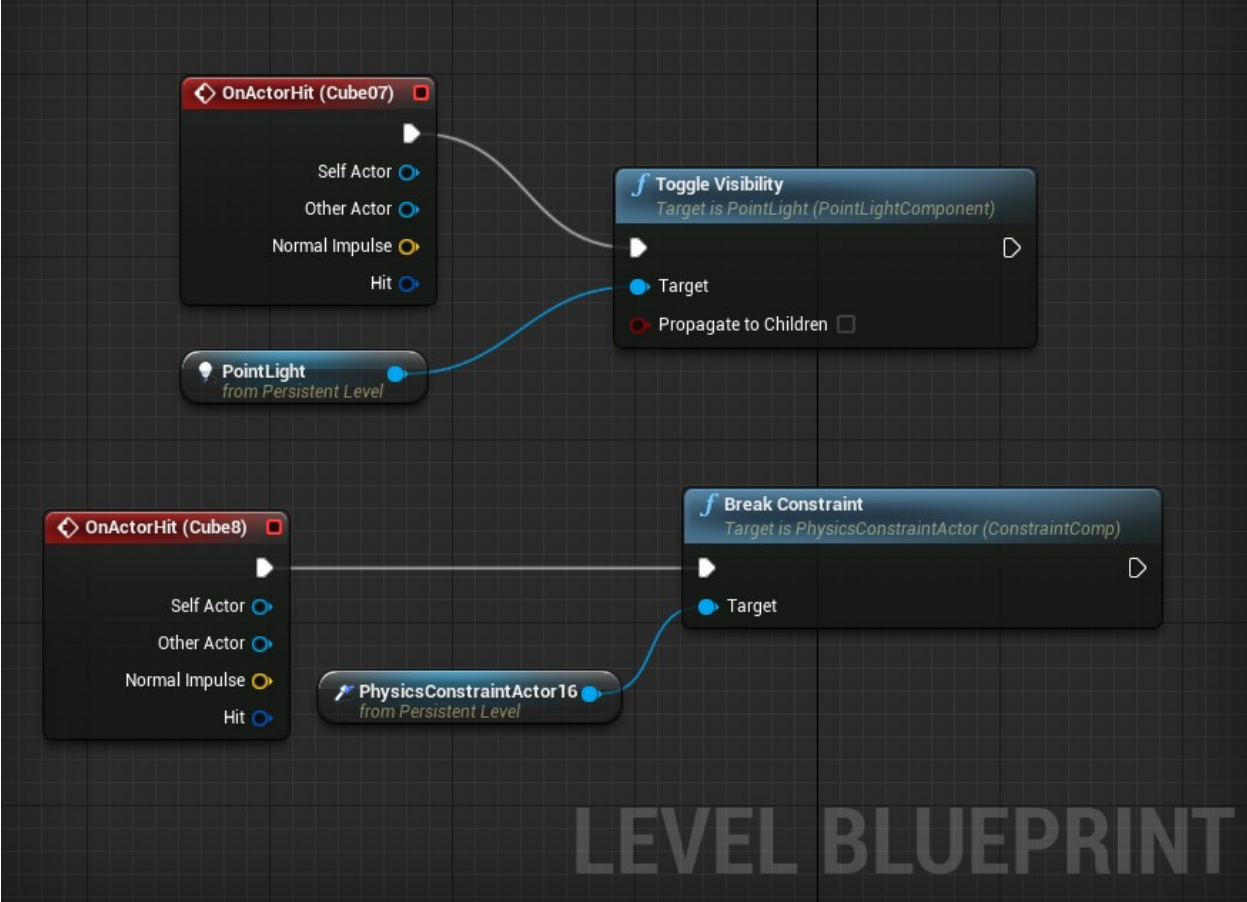 OnActorHit (Cube07)
Self Actor
Other Actor
Normal Impulse
Hit
Toggle Visibility
Target is PointLight (PointLightComponent)
Target
Propagate to Children
PointLight
from Persistent Level
OnActorHit (Cube8)
Self Actor
Other Actor
Normal Impulse
Hit
Break Constraint
Target is PhysicsConstraintActor (ConstraintComp)
Target
PhysicsConstraintActor16
from Persistent Level
LEVEL BLUEPRINT